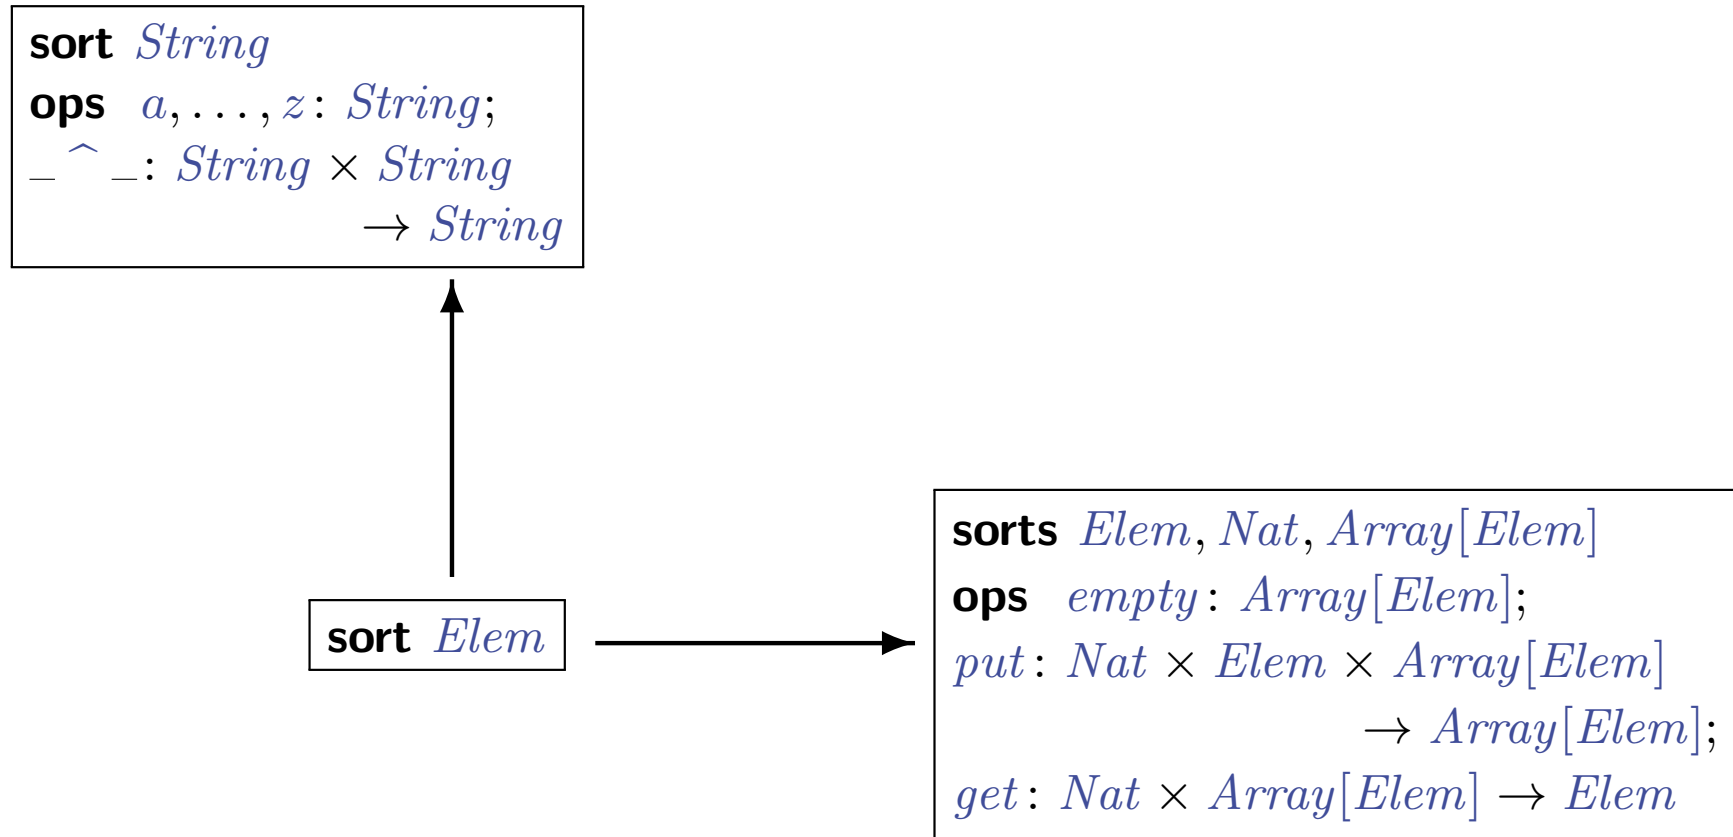 sort String
ops a, . . . , z : String;
_ ^ _ : String × String
→ String
sort Elem
sorts Elem, Nat, Array[Elem]
ops empty : Array[Elem];
put : Nat × Elem × Array[Elem]
→ Array[Elem];
get : Nat × Array[Elem] → Elem